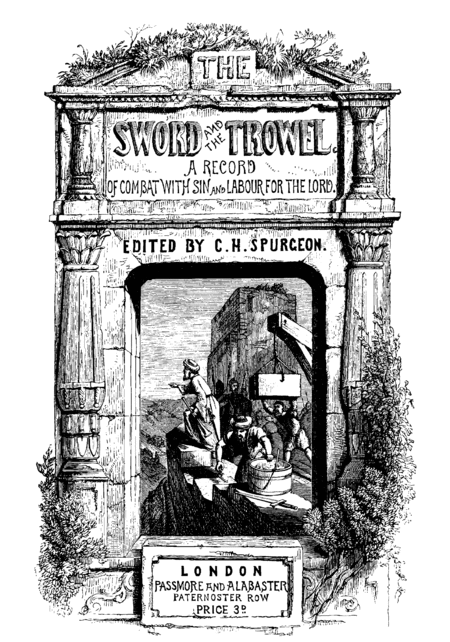 THE
SWORD AND THE TROWEL.
A RECORD
OF COMBAT WITH SIN AND LABOUR FOR THE LORD.
EDITED BY C. H. SPURGEON.
LONDON
PASSMORE AND ALABASTER
PATERNOSTER ROW
PRICE 3D